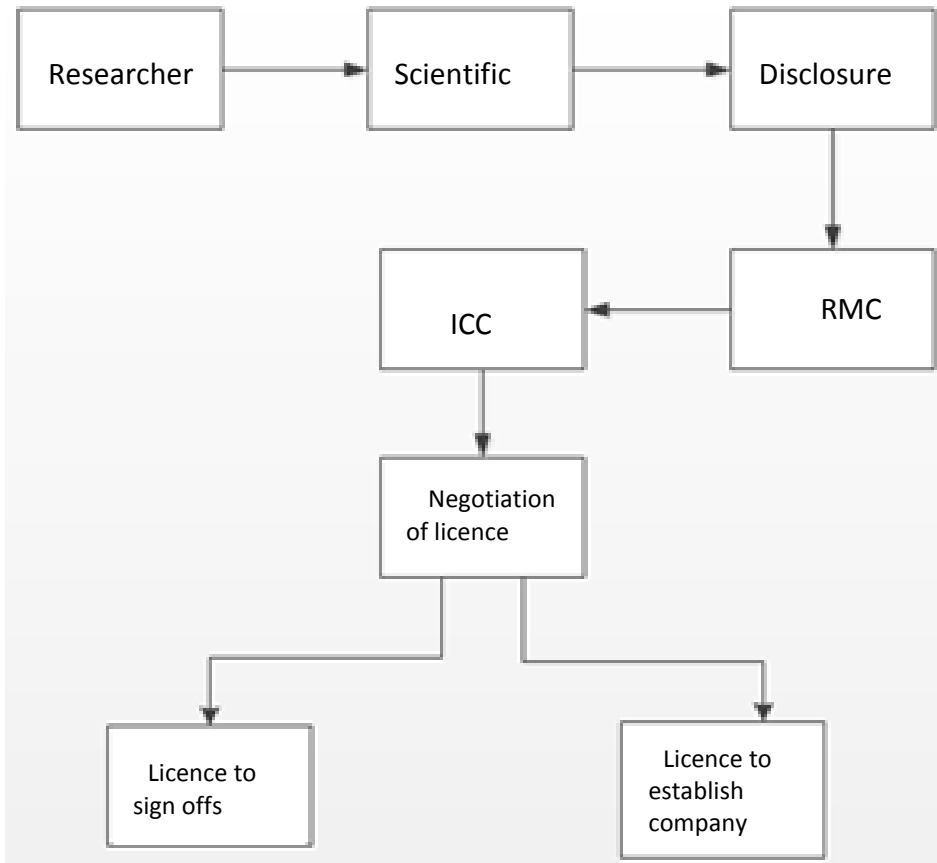 Researcher
Scientific
Disclosure
RMC
ICC
Negotiation
of licence
Licence to
sign offs
Licence to
establish
company